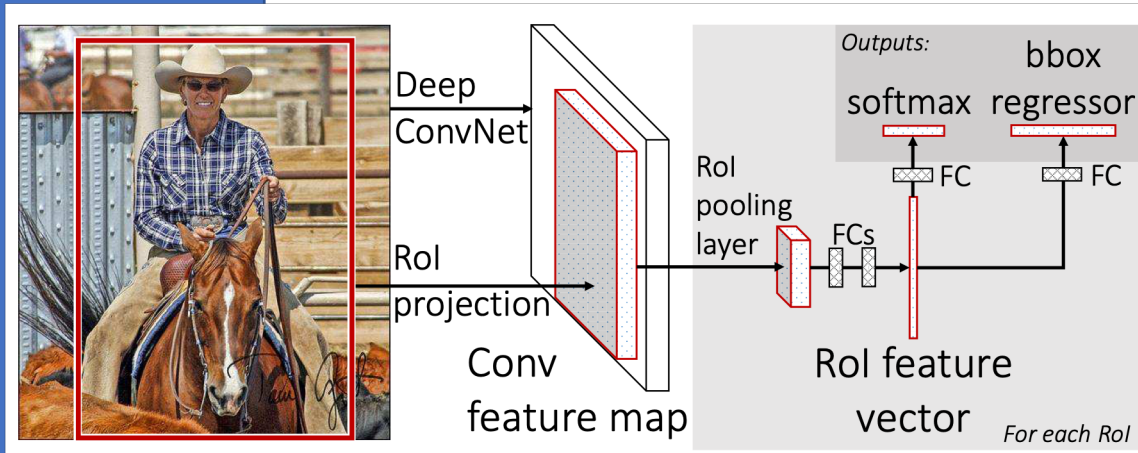 Deep
ConvNet
RoI
projection
Conv
feature map
RoI
pooling
layer
FCs
RoI feature
vector
For each RoI
Outputs:
softmax
bbox
regressor
FC
FC